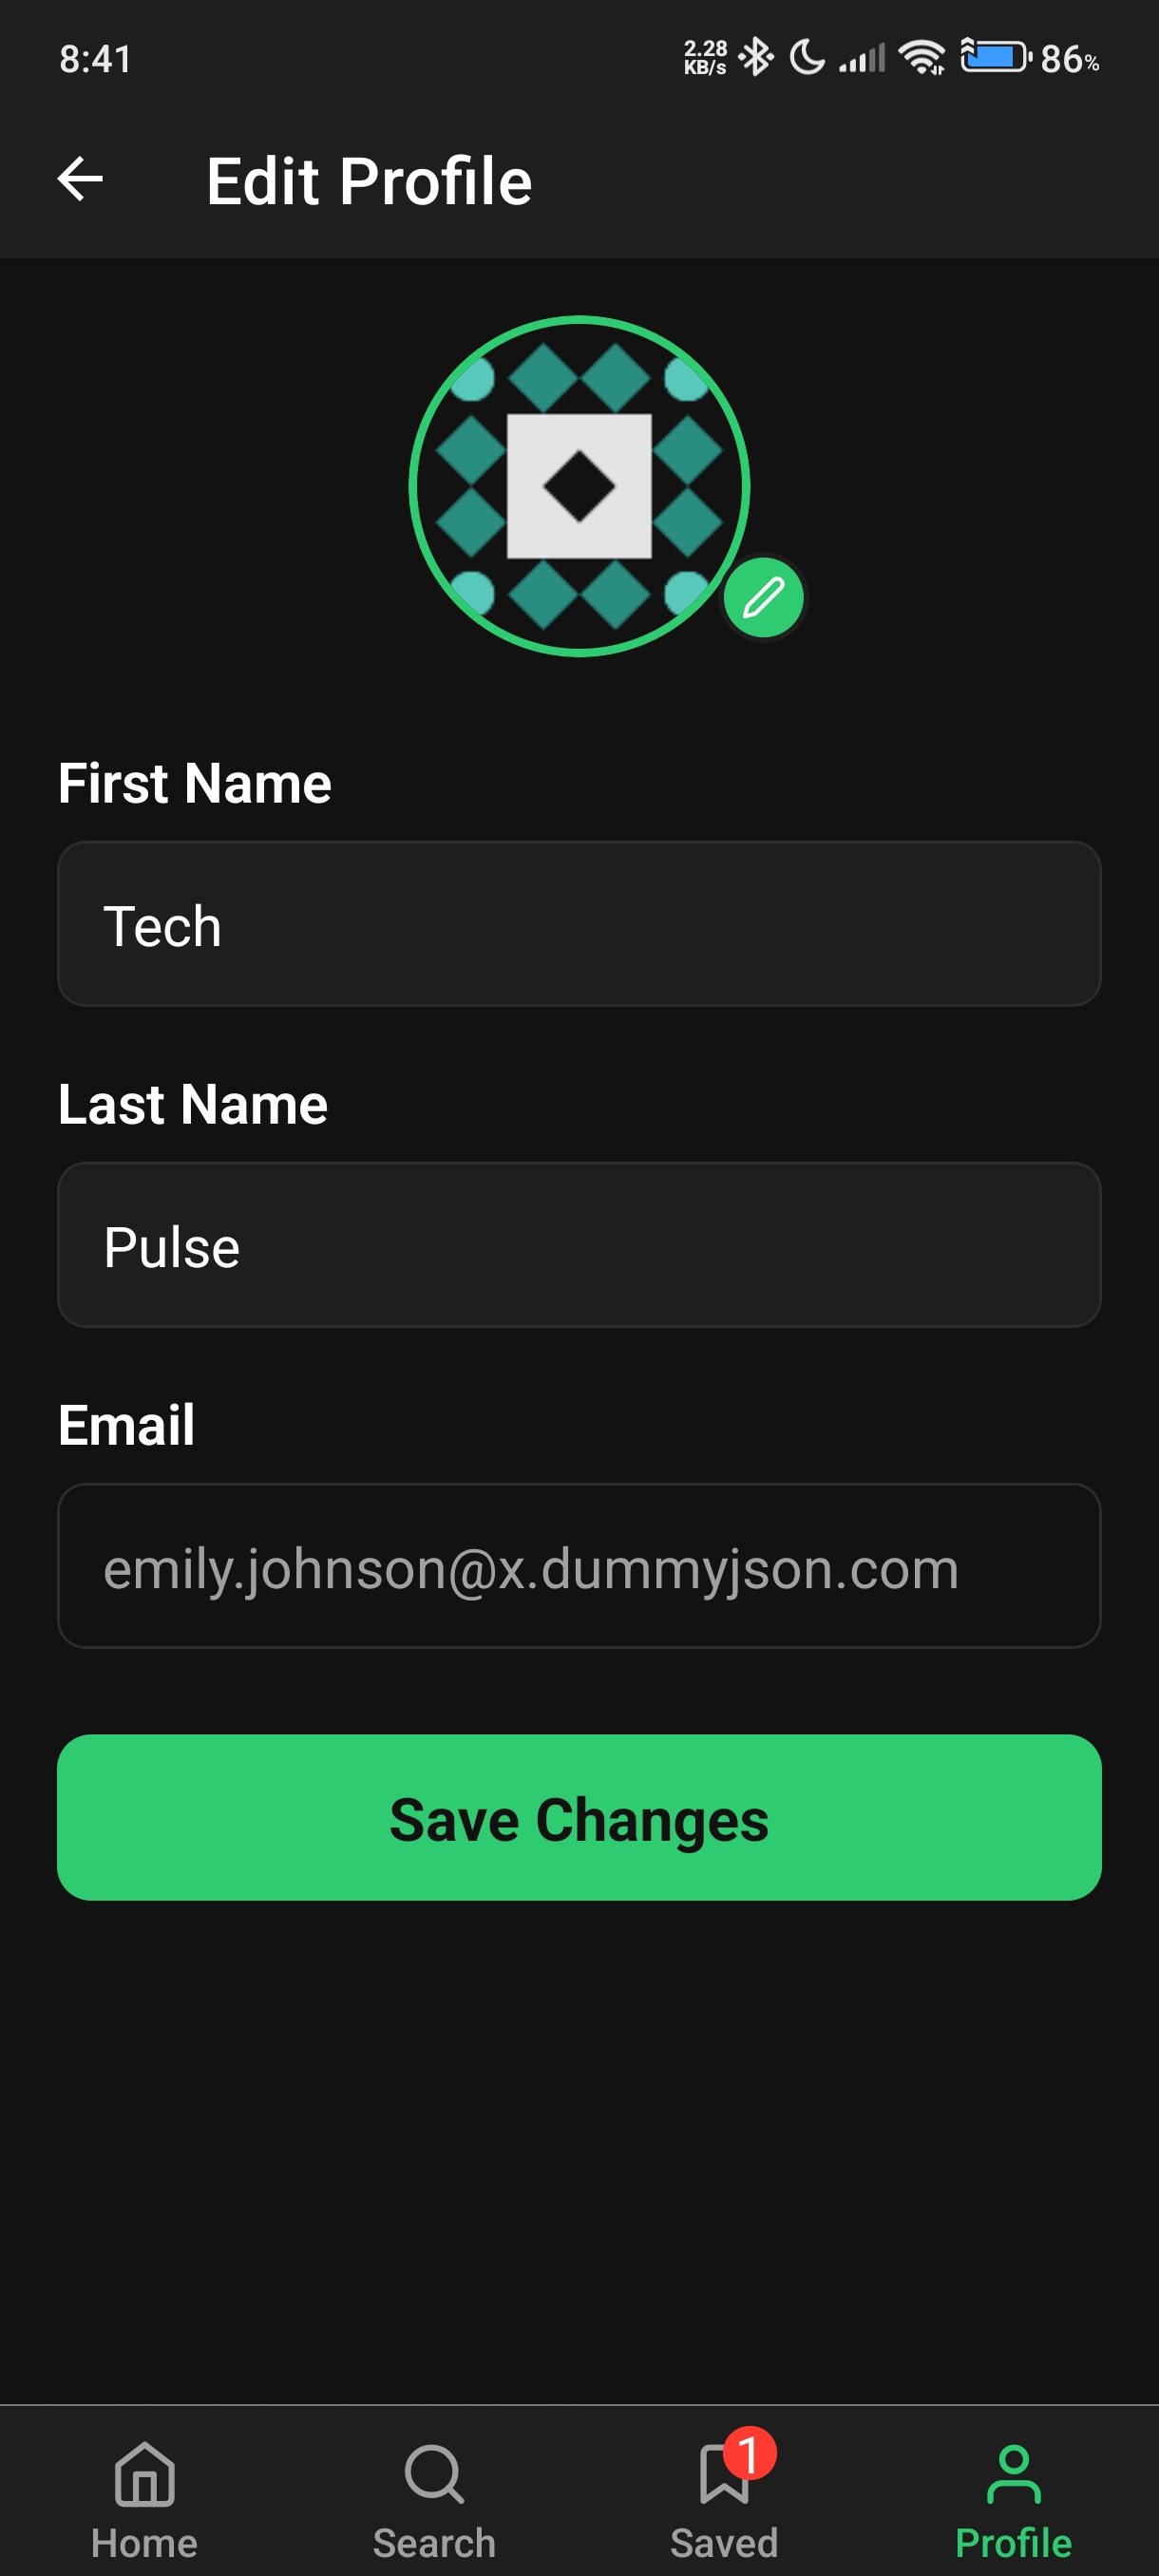 8:41
2.28
KB/s
86%
Edit Profile
First Name
Tech
Last Name
Pulse
Email
emily.johnson@x.dummyjson.com
Save Changes
1
Home Search Saved Profile